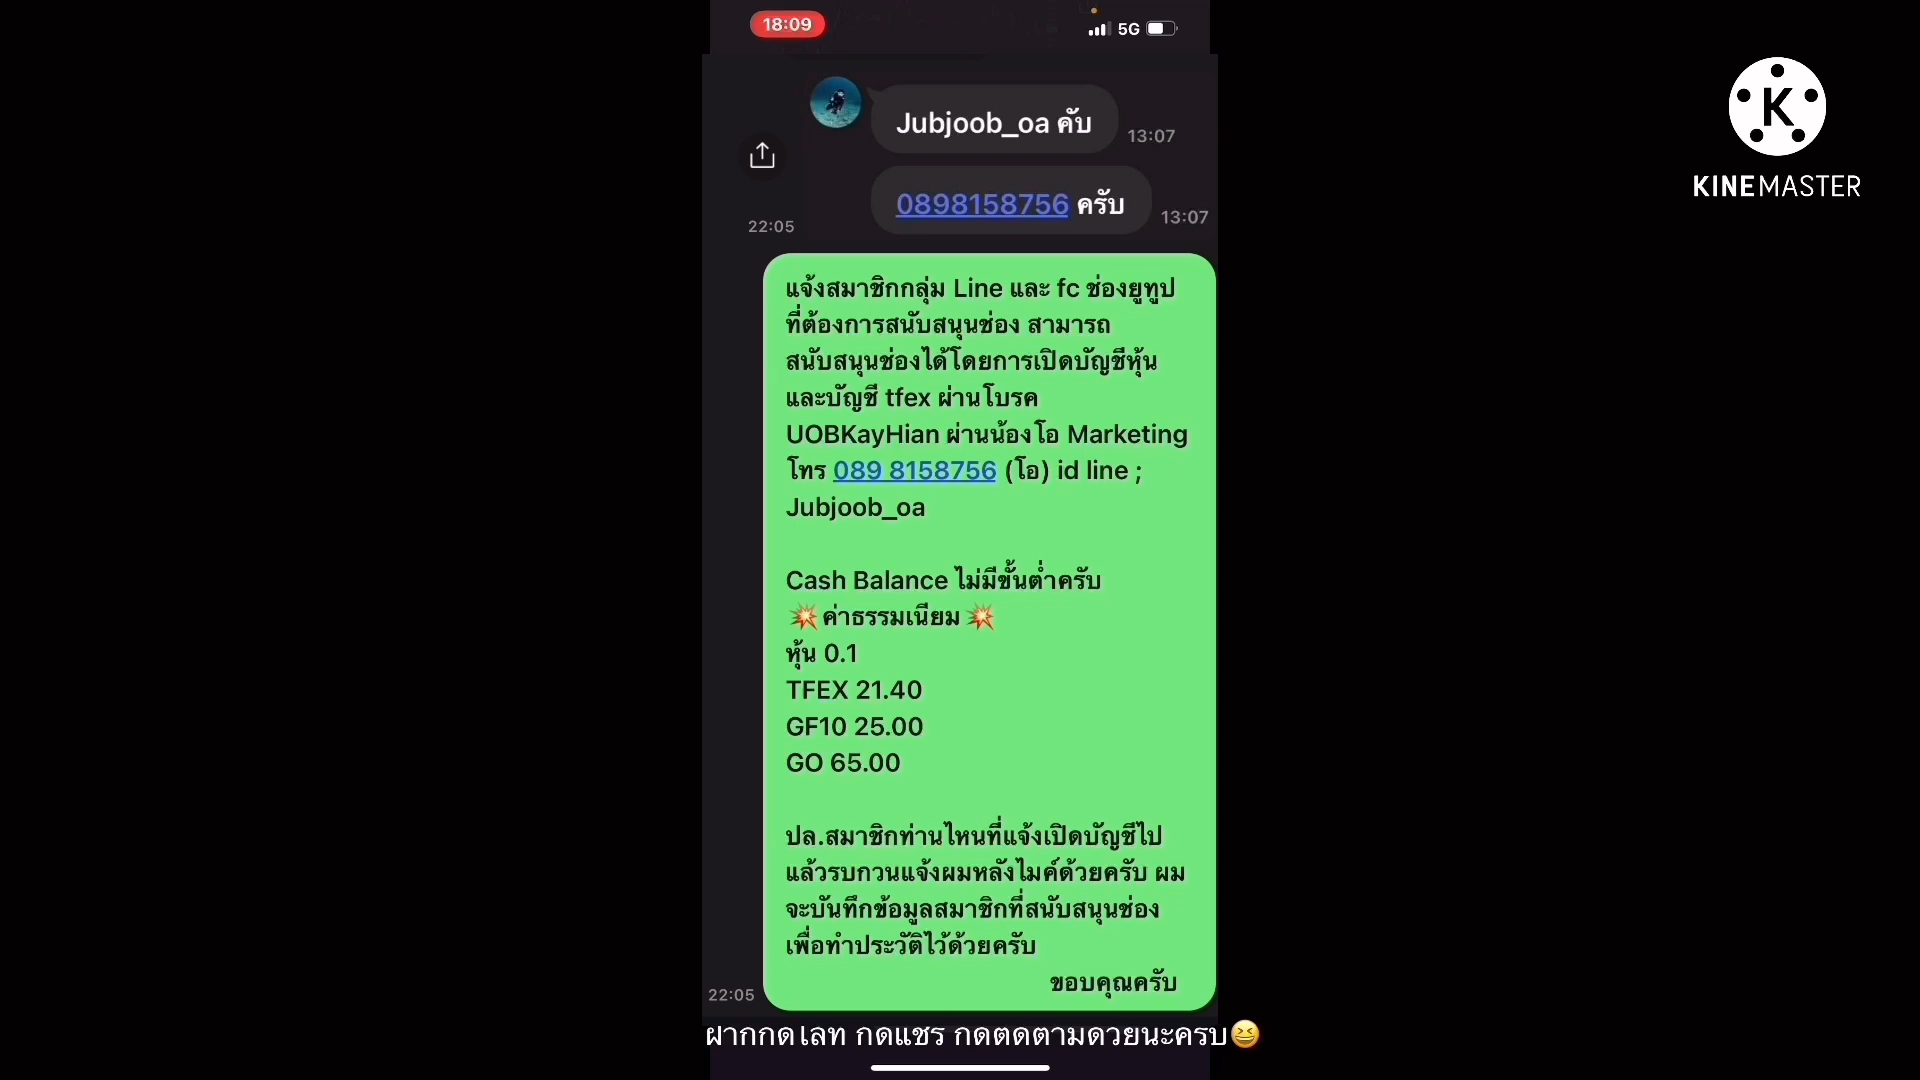 18:09
5G
KINEMASTER
Jubjoob_oa คับ
13:07
0898158756 ครับ
13:07
22:05
แจ้งสมาชิกกลุ่ม Line และ fc ช่องยูทูป
ที่ต้องการสนับสนุนช่อง สามารถ
สนับสนุนช่องได้โดยการเปิดบัญชีหุ้น
และบัญชี tfex ผ่านโบรค
UOBKayHian ผ่านน้องโอ Marketing
โทร 089 8158756 (โอ) id line ;
Jubjoob_oa
Cash Balance ไม่มีขั้นต่ำครับ
💥ค่าธรรมเนียม💥
หุ้น 0.1
TFEX 21.40
GF10 25.00
GO 65.00
ปล.สมาชิกท่านไหนที่แจ้งเปิดบัญชีไป
แล้วรบกวนแจ้งผมหลังไมค์ด้วยครับ ผม
จะบันทึกข้อมูลสมาชิกที่สนับสนุนช่อง
เพื่อทำประวัติไว้ด้วยครับ
ขอบคุณครับ
22:05
ฝากกดไลท กดแชร กดตดตามดวยนะครบ😆